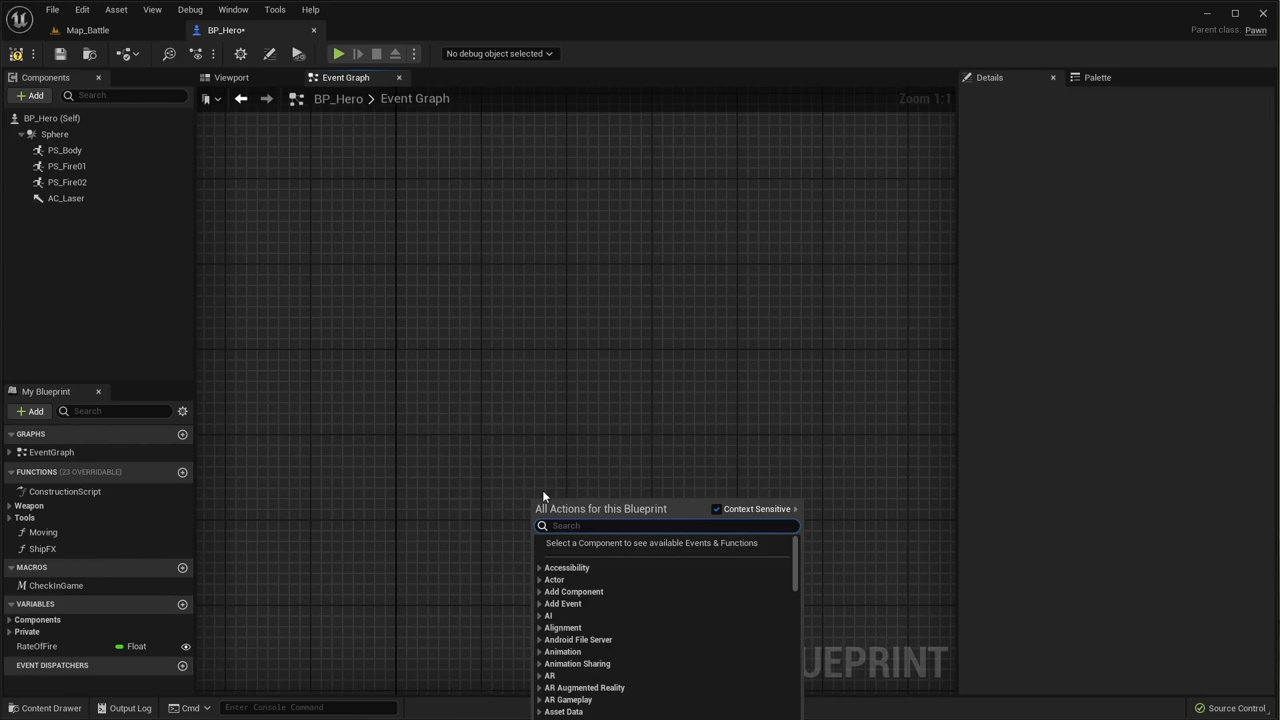 File Edit Asset View Debug Window Tools Help
Map_Battle
BP_Hero•
Parent class: Pawn
No debug object selected
Components
Viewport
Event Graph
Details
Palette
Add
Search
BP_Hero
Event Graph
Zoom 1:1
BP_Hero (Self)
Sphere
PS_Body
PS_Fire01
PS_Fire02
AC_Laser
My Blueprint
Add
Search
GRAPHS
EventGraph
FUNCTIONS (23 OVERRIDABLE)
ConstructionScript
Weapon
Tools
Moving
ShipFX
MACROS
CheckInGame
VARIABLES
Components
Private
RateOfFire Float
EVENT DISPATCHERS
All Actions for this Blueprint Context Sensitive
Search
Select a Component to see available Events & Functions
Accessibility
Actor
Add Component
Add Event
AI
Alignment
Android File Server
Animation
Animation Sharing
AR
AR Augmented Reality
AR Gameplay
Asset Data
UEPRINT
Content Drawer
Output Log
Cmd
Enter Console Command
Source Control